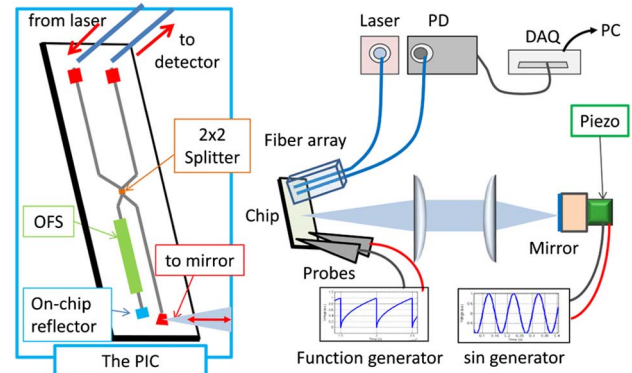 from laser
to
detector
2x2
Splitter
OFS
to mirror
On-chip
reflector
The PIC
Laser
PD
DAQ
PC
Fiber array
Chip
Probes
Piezo
Mirror
Function generator
sin generator